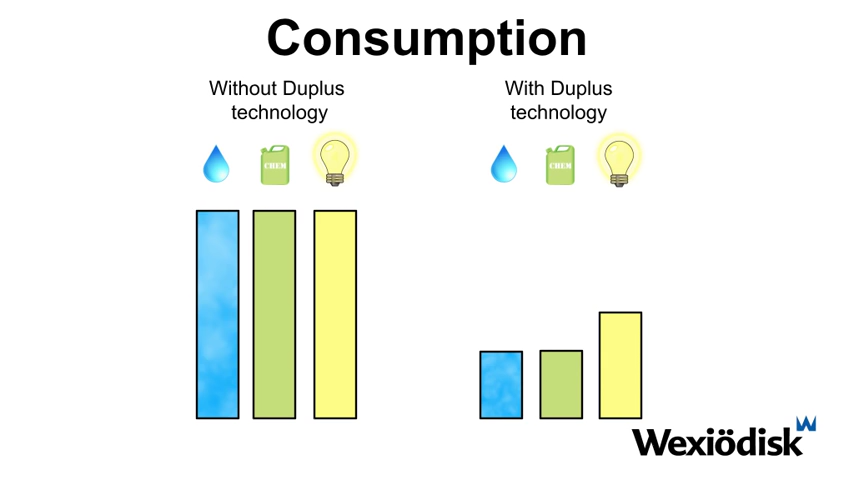 Consumption
Without Duplus
technology
With Duplus
technology
CHEM
CHEM
Wexiödisk